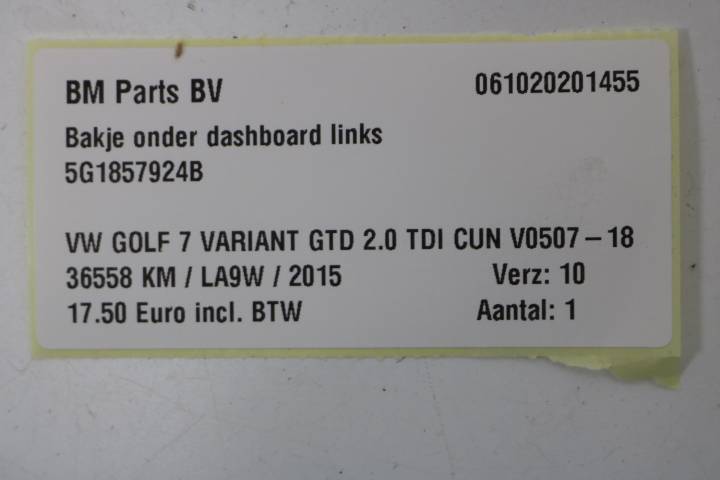 BM Parts BV 061020201455
Bakje onder dashboard links
5G1857924B
VW GOLF 7 VARIANT GTD 2.0 TDI CUN V0507-18
36558 KM / LA9W / 2015 Verz: 10
17.50 Euro incl. BTW Aantal: 1